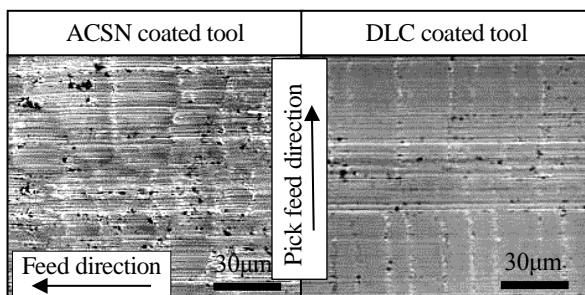 ACSN coated tool
DLC coated tool
Pick feed direction
Feed direction
30μm
30μm